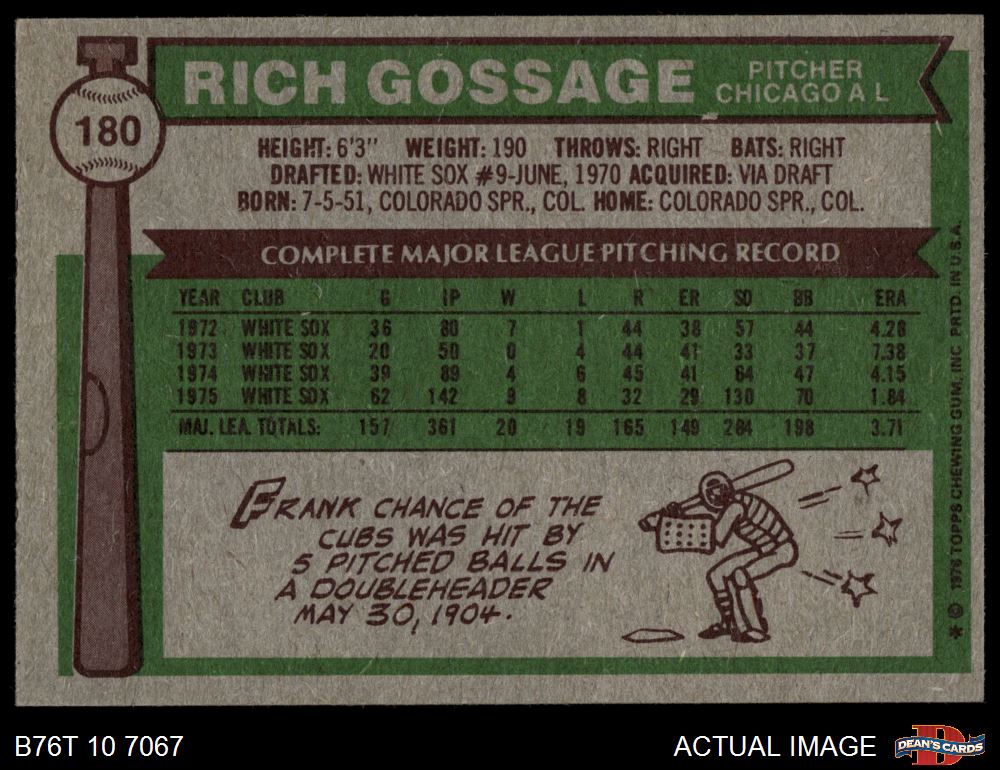 180
RICH GOSSAGE
PITCHER
CHICAGO A L
HEIGHT: 6'3" WEIGHT: 190 THROWS: RIGHT BATS: RIGHT
DRAFTED: WHITE SOX #9-JUNE, 1970 ACQUIRED: VIA DRAFT
BORN: 7-5-51, COLORADO SPR., COL. HOME: COLORADO SPR., COL.
COMPLETE MAJOR LEAGUE PITCHING RECORD
YEAR CLUB G IP W L R ER SO BB ERA
1972 WHITE SOX 36 80 7 1 44 38 57 44 4.28
1973 WHITE SOX 20 50 0 4 44 41 33 37 7.38
1974 WHITE SOX 39 89 4 6 45 41 64 47 4.15
1975 WHITE SOX 62 142 9 8 32 29 130 70 1.84
MAJ. LEA. TOTALS: 157 361 20 19 165 149 284 198 3.71
FRANK CHANCE OF THE
CUBS WAS HIT BY
5 PITCHED BALLS IN
A DOUBLEHEADER
MAY 30, 1904.
* © 1976 TOPPS CHEWING GUM, INC PRTD. IN U.S.A.
B76T 10 7067
ACTUAL IMAGE
DEAN'S CARDS